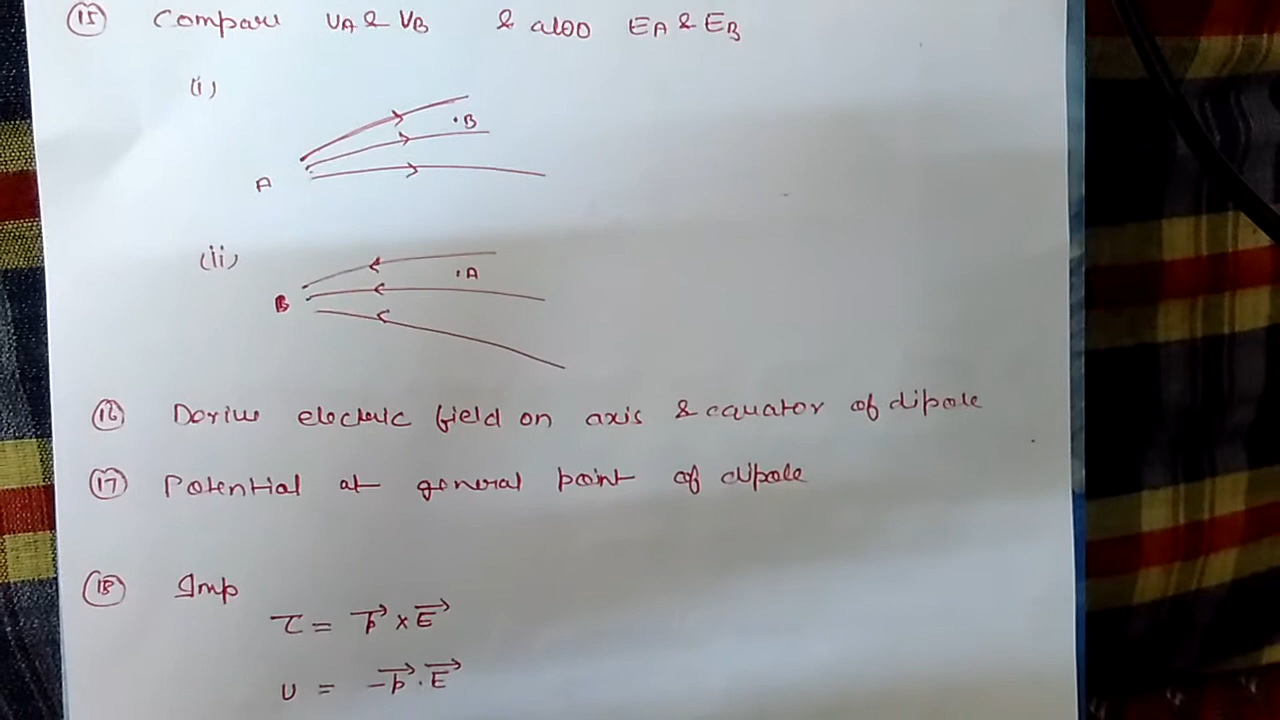 (15) Compare VA & VB & also EA & EB
(i)
.B
A
(ii)
.A
B
(16) Derive electric field on axis & equator of dipole
(17) Potential at general point of dipole
(18) Imp
τ = p⃗ × E⃗
U = -p⃗ . E⃗